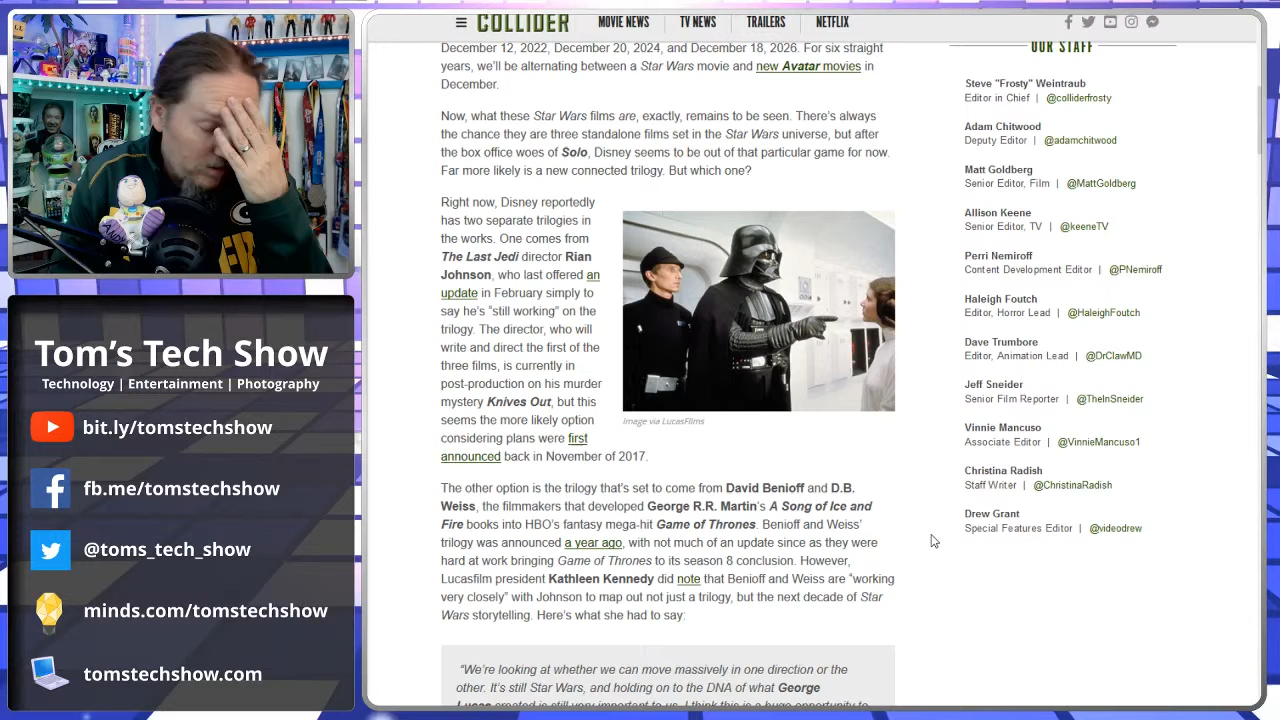 COLLIDER
MOVIE NEWS
TV NEWS
TRAILERS
NETFLIX
December 12, 2022, December 20, 2024, and December 18, 2026. For six straight
years, we'll be alternating between a Star Wars movie and new Avatar movies in
December.
Now, what these Star Wars films are, exactly, remains to be seen. There's always
the chance they are three standalone films set in the Star Wars universe, but after
the box office woes of Solo, Disney seems to be out of that particular game for now.
Far more likely is a new connected trilogy. But which one?
Right now, Disney reportedly
has two separate trilogies in
the works. One comes from
The Last Jedi director Rian
Johnson, who last offered an
update in February simply to
say he's "still working" on the
trilogy. The director, who will
write and direct the first of the
three films, is currently in
post-production on his murder
mystery Knives Out, but this
seems the more likely option
considering plans were first
announced back in November of 2017.
Image via LucasFilms
The other option is the trilogy that's set to come from David Benioff and D.B.
Weiss, the filmmakers that developed George R.R. Martin's A Song of Ice and
Fire books into HBO's fantasy mega-hit Game of Thrones. Benioff and Weiss'
trilogy was announced a year ago, with not much of an update since as they were
hard at work bringing Game of Thrones to its season 8 conclusion. However,
Lucasfilm president Kathleen Kennedy did note that Benioff and Weiss are "working
very closely" with Johnson to map out not just a trilogy, but the next decade of Star
Wars storytelling. Here's what she had to say:
"We're looking at whether we can move massively in one direction or the
other. It's still Star Wars, and holding on to the DNA of what George
Lucas created is still very important to us. I think this is a huge opportunity to
OUR STAFF
Steve "Frosty" Weintraub
Editor in Chief | @colliderfrosty
Adam Chitwood
Deputy Editor | @adamchitwood
Matt Goldberg
Senior Editor, Film | @MattGoldberg
Allison Keene
Senior Editor, TV | @keeneTV
Perri Nemiroff
Content Development Editor | @PNemiroff
Haleigh Foutch
Editor, Horror Lead | @HaleighFoutch
Dave Trumbore
Editor, Animation Lead | @DrClawMD
Jeff Sneider
Senior Film Reporter | @TheInSneider
Vinnie Mancuso
Associate Editor | @VinnieMancuso1
Christina Radish
Staff Writer | @ChristinaRadish
Drew Grant
Special Features Editor | @videodrew
Tom's Tech Show
Technology | Entertainment | Photography
bit.ly/tomstechshow
fb.me/tomstechshow
@toms_tech_show
minds.com/tomstechshow
tomstechshow.com